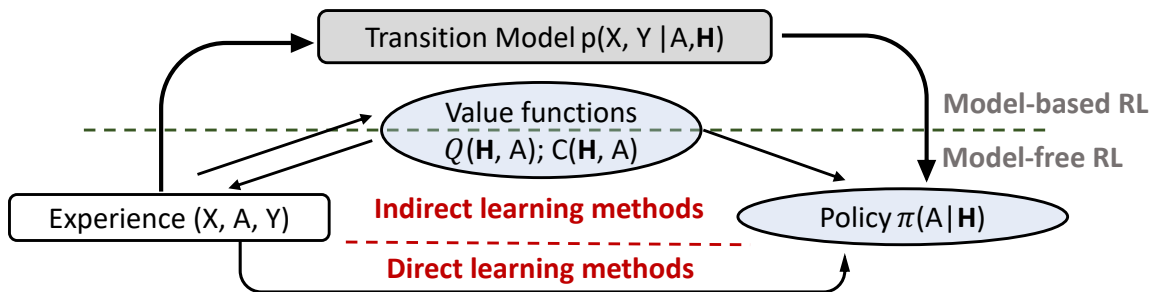 Transition Model p(X, Y |A,H)
Value functions
Q(H, A); C(H, A)
Model-based RL
Model-free RL
Experience (X, A, Y)
Indirect learning methods
Policy π(A|H)
Direct learning methods